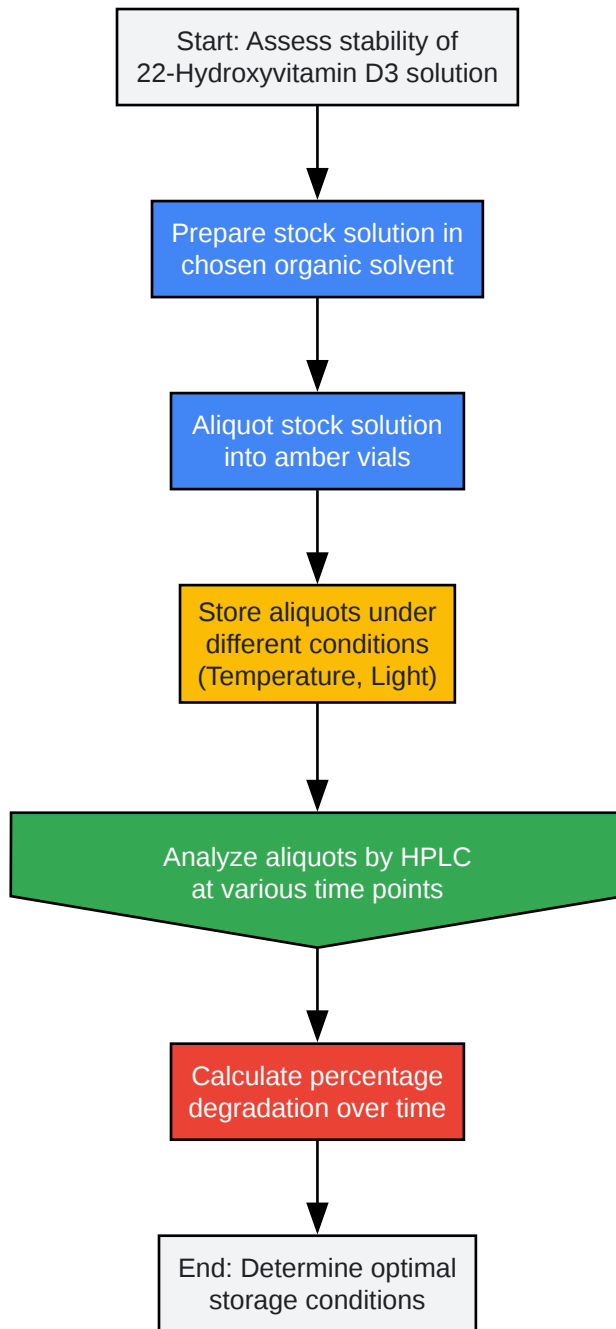 Start: Assess stability of
22-Hydroxyvitamin D3 solution
Prepare stock solution in
chosen organic solvent
Aliquot stock solution
into amber vials
Store aliquots under
different conditions
(Temperature, Light)
Analyze aliquots by HPLC
at various time points
Calculate percentage
degradation over time
End: Determine optimal
storage conditions